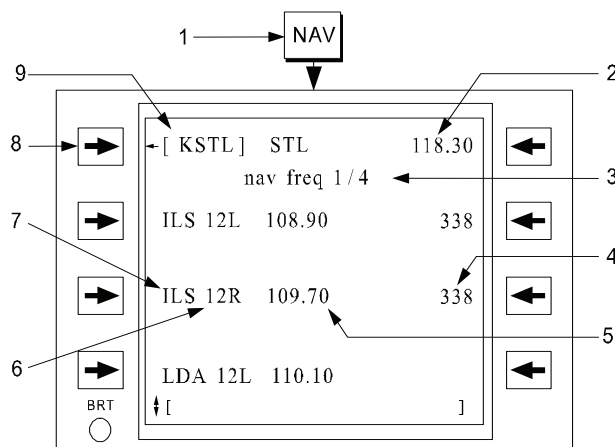 1 NAV
9 2
8 ←[ KSTL ] STL 118.30
nav freq 1/4 3
7 ILS 12L 108.90 338 4
ILS 12R 109.70 338
6 5
LDA 12L 110.10
BRT [ ]